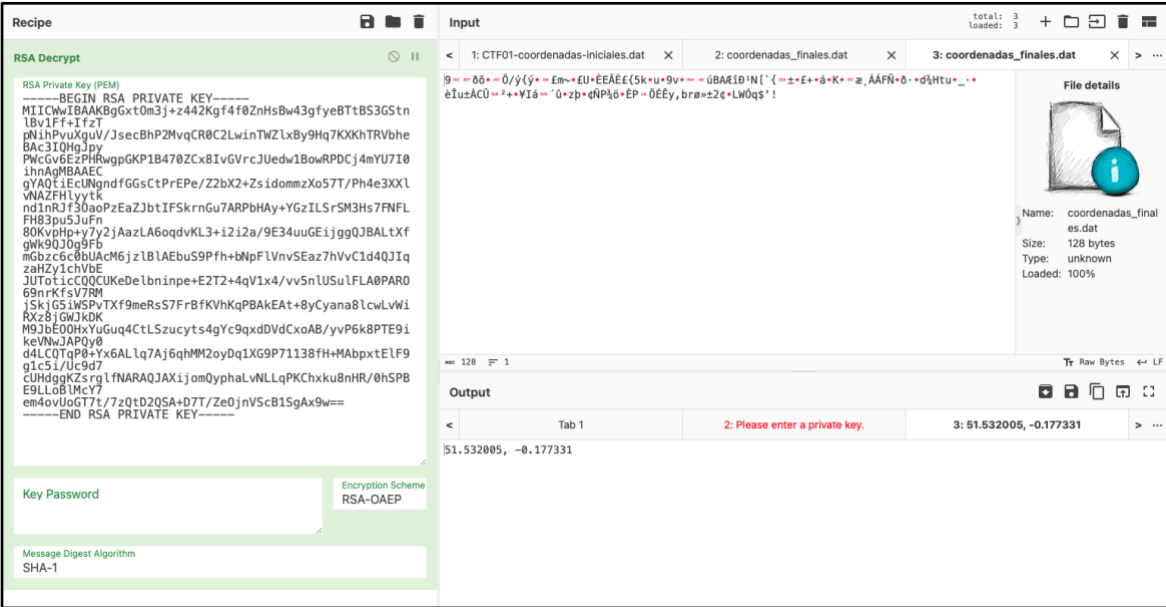 Recipe
RSA Decrypt
RSA Private Key (PEM)
-----BEGIN RSA PRIVATE KEY-----
MIICWwIBAAKBgGxtOm3j+z442Kgf4f0ZnHsBw43gfyeBTtBS3GStn
lBv1Ff+IfzT
pNihPvuXguV/JsecBhP2MvqCR0C2LwinTWZlxBy9Hq7KXKhTRVbhe
BAc3IQHgJpy
PWcGv6EzPHRwgpGKP1B470ZCx8IvGVrcJUedw1BowRPDCj4mYU7I0
ihnAgMBAAEC
gYAQtiEcUNgndfGGsCtPrEPe/Z2bX2+ZsidommzXo57T/Ph4e3XXl
vNAZFHlyytk
nd1nRJf3OaoPzEaZJbtIFSkrnGu7ARPbHAy+YGzILSrSM3Hs7FNFL
FH83pu5JuFn
8OKvpHp+y7y2jAazLA6oqdvKL3+i2i2a/9E34uuGEijggQJBALtXf
gWk9QJOg9Fb
mGbzc6c0bUAcM6jzlBlAEbuS9Pfh+bNpFlVnvSEaz7hVvC1d4QJIq
zaHZy1chVbE
JUToticCQQCUKeDelbninpe+E2T2+4qV1x4/vv5nlUSulFLA0PARO
69nrKfsV7RM
jSkjG5iWSPvTXf9meRsS7FrBfKVhKqPBAkEAt+8yCyana8lcwLvWi
RXz8jGWJkDK
M9JbEOOHxYuGuq4CtLSzucyts4gYc9qxdDVdCxoAB/yvP6k8PTE9i
keVNwJAPQy0
d4LCQTqP0+Yx6ALlq7Aj6qhMM2oyDq1XG9P71138fH+MAbpxtElF9
g1c5i/Uc9d7
cUHdggKZsrglfNARAQJAXijomQyphaLvNLLqPKChxku8nHR/0hSPB
E9LLoBlMcY7
em4ovUoGT7t/7zQtD2QSA+D7T/ZeOjnVScB1SgAx9w==
-----END RSA PRIVATE KEY-----
Key Password
Encryption Scheme
RSA-OAEP
Message Digest Algorithm
SHA-1
Input
total: 3
loaded: 3
1: CTF01-coordenadas-iniciales.dat
2: coordenadas_finales.dat
3: coordenadas_finales.dat
File details
Name: coordenadas_final
es.dat
Size: 128 bytes
Type: unknown
Loaded: 100%
128 1
Raw Bytes LF
Output
Tab 1
2: Please enter a private key.
3: 51.532005, -0.177331
51.532005, -0.177331